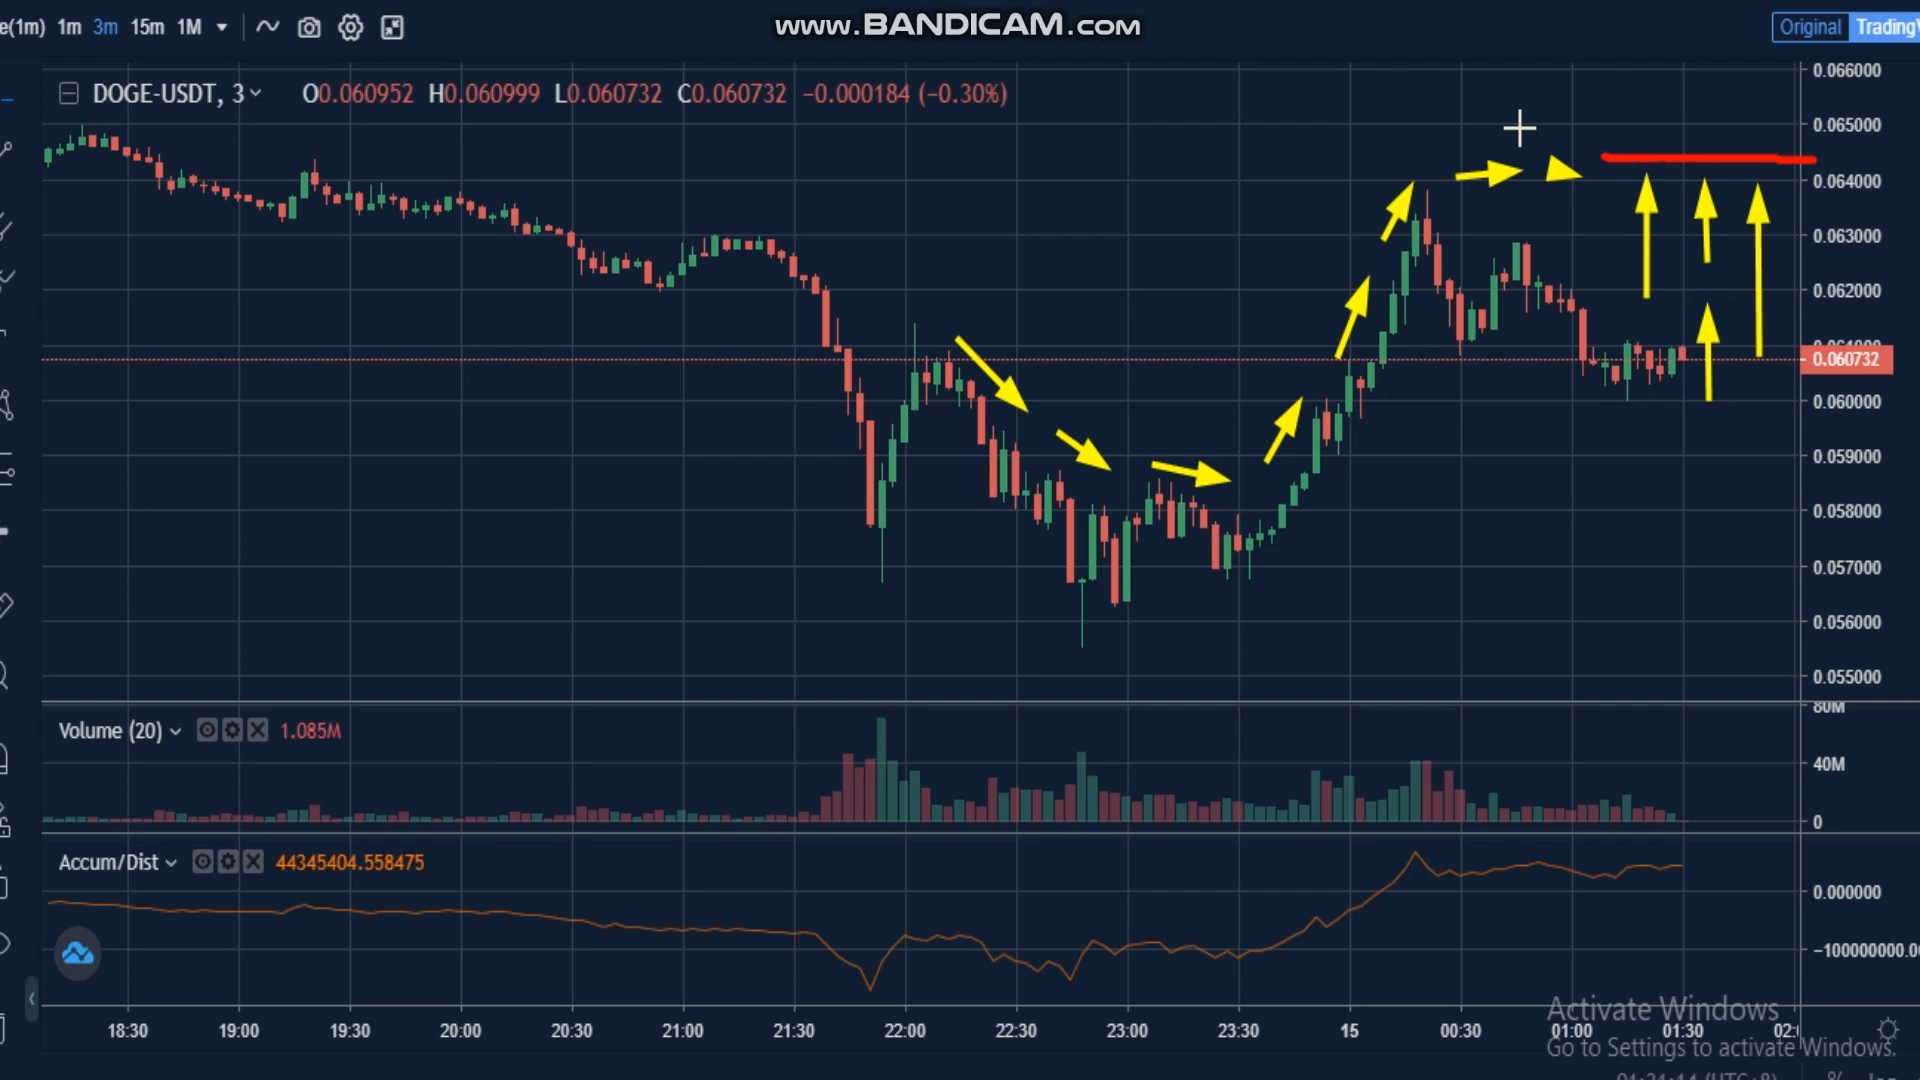 e(1m) 1m 3m 15m 1M
www.BANDICAM.com
Original Trading
DOGE-USDT, 3 O0.060952 H0.060999 L0.060732 C0.060732 −0.000184 (−0.30%)
0.066000
0.065000
0.064000
0.063000
0.062000
0.060732
0.060000
0.059000
0.058000
0.057000
0.056000
0.055000
Volume (20) 1.085M
80M
40M
0
Accum/Dist 44345404.558475
0.000000
−100000000.0
18:30 19:00 19:30 20:00 20:30 21:00 21:30 22:00 22:30 23:00 23:30 15 00:30 01:00 01:30 02:
Activate Windows
Go to Settings to activate Windows.